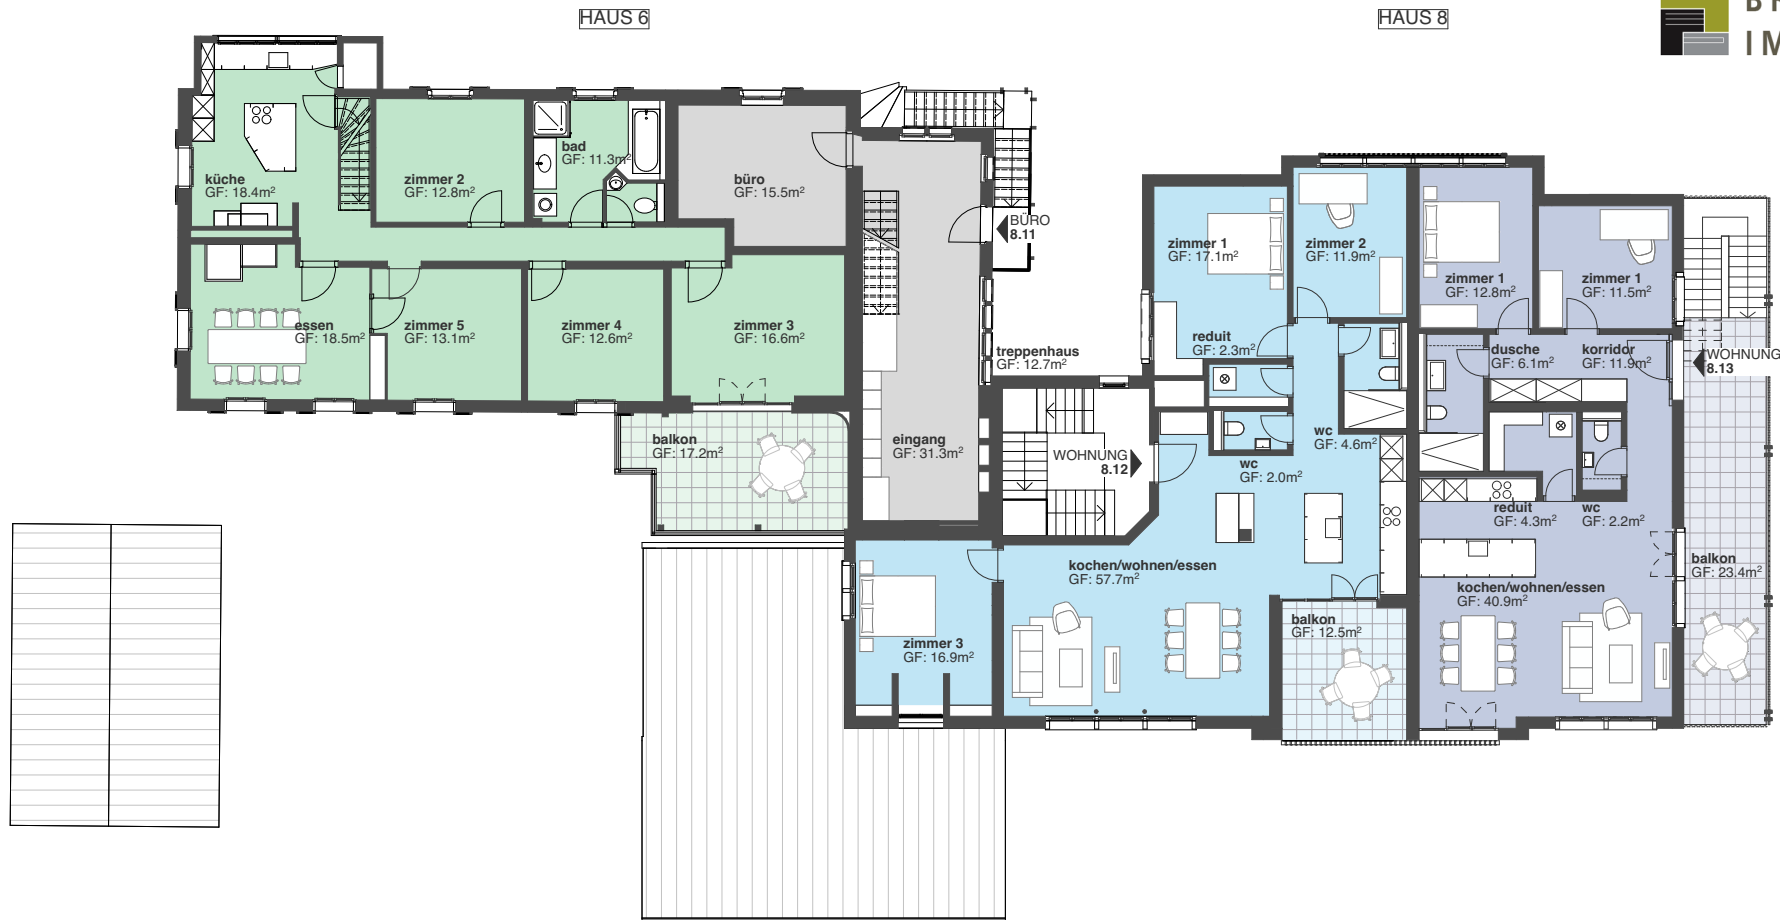 HAUS 6
HAUS 8
küche
GF: 18.4m²
zimmer 2
GF: 12.8m²
bad
GF: 11.3m²
büro
GF: 15.5m²
BÜRO
8.11
essen
GF: 18.5m²
zimmer 5
GF: 13.1m²
zimmer 4
GF: 12.6m²
zimmer 3
GF: 16.6m²
balkon
GF: 17.2m²
eingang
GF: 31.3m²
treppenhaus
GF: 12.7m²
WOHNUNG
8.12
zimmer 1
GF: 17.1m²
zimmer 2
GF: 11.9m²
reduit
GF: 2.3m²
wc
GF: 4.6m²
wc
GF: 2.0m²
kochen/wohnen/essen
GF: 57.7m²
zimmer 3
GF: 16.9m²
balkon
GF: 12.5m²
zimmer 1
GF: 12.8m²
zimmer 1
GF: 11.5m²
dusche
GF: 6.1m²
korridor
GF: 11.9m²
WOHNUNG
8.13
reduit
GF: 4.3m²
wc
GF: 2.2m²
kochen/wohnen/essen
GF: 40.9m²
balkon
GF: 23.4m²